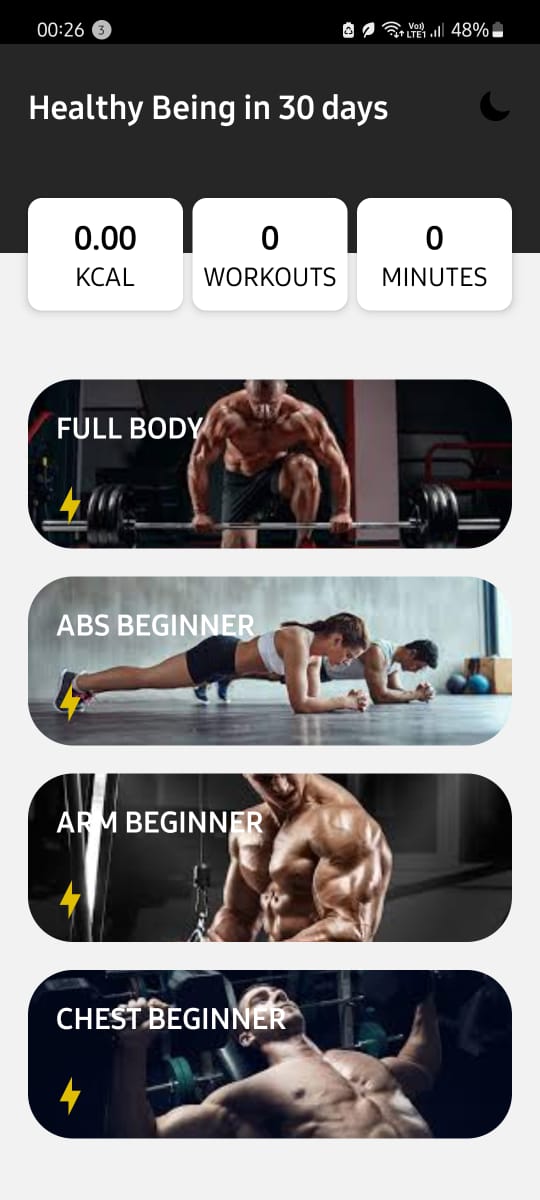 00:26 3 Vo)) LTE1 48%
Healthy Being in 30 days
0.00 0 0
KCAL WORKOUTS MINUTES
FULL BODY
ABS BEGINNER
ARM BEGINNER
CHEST BEGINNER